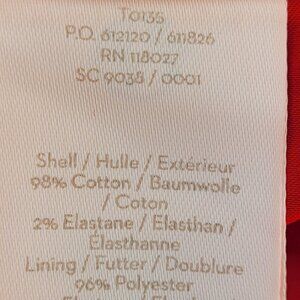 T0135
P.O. 612120 / 611826
RN 118027
SC 9038 / 0001
Shell / Hülle / Extérieur
98% Cotton / Baumwolle
/ Coton
2% Elastane / Elasthan /
Élasthanne
Lining / Futter / Doublure
96% Polyester